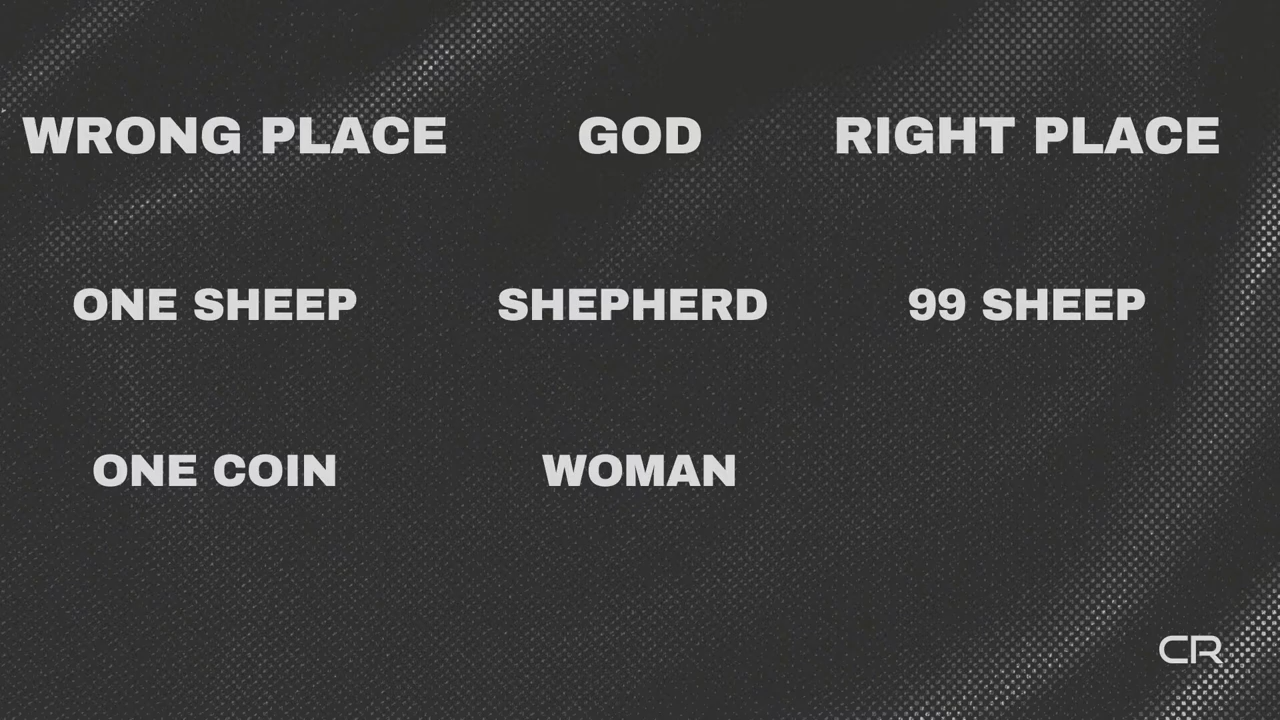 WRONG PLACE GOD RIGHT PLACE
ONE SHEEP SHEPHERD 99 SHEEP
ONE COIN WOMAN
CR